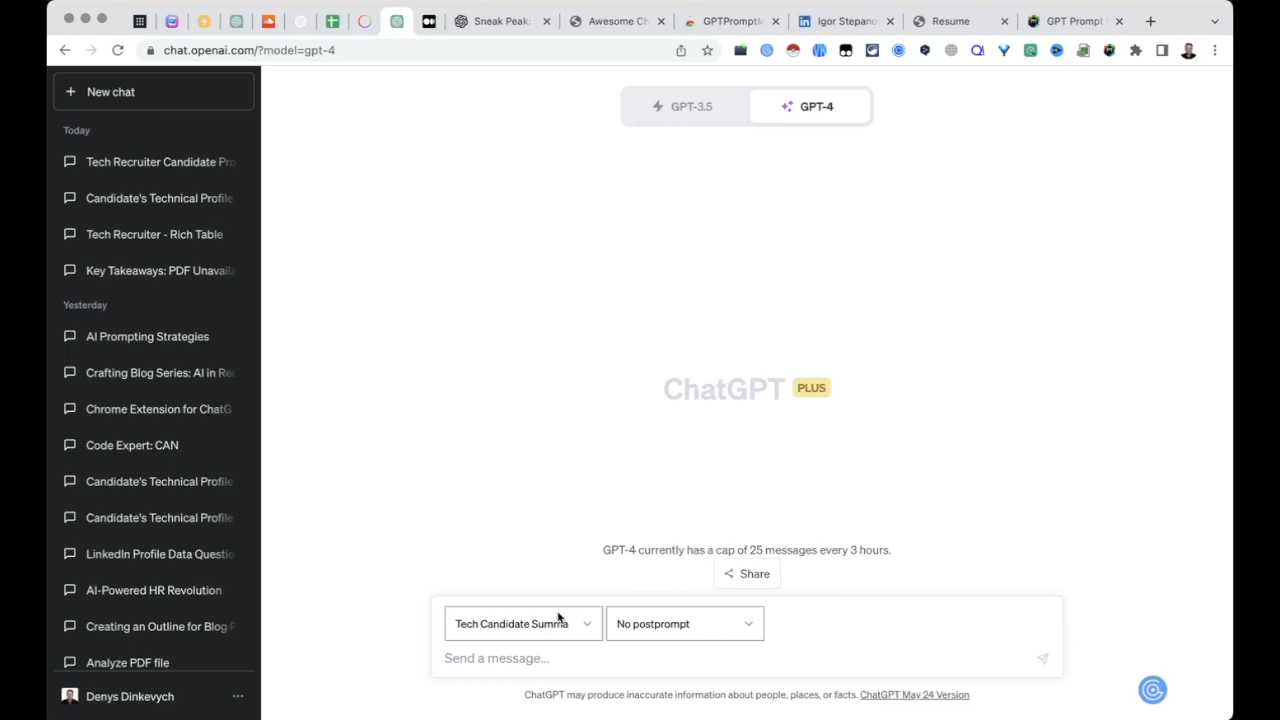 Sneak Peak:
Awesome Ch
GPTPromptM
Igor Stepano
Resume
GPT Prompt
chat.openai.com/?model=gpt-4
New chat
Today
Tech Recruiter Candidate Pro
Candidate's Technical Profile
Tech Recruiter - Rich Table
Key Takeaways: PDF Unavaila
Yesterday
AI Prompting Strategies
Crafting Blog Series: AI in Rec
Chrome Extension for ChatG
Code Expert: CAN
Candidate's Technical Profile
Candidate's Technical Profile
LinkedIn Profile Data Questio
AI-Powered HR Revolution
Creating an Outline for Blog P
Analyze PDF file
Denys Dinkevych
GPT-3.5
GPT-4
ChatGPT PLUS
GPT-4 currently has a cap of 25 messages every 3 hours.
Share
Tech Candidate Summa
No postprompt
Send a message...
ChatGPT may produce inaccurate information about people, places, or facts. ChatGPT May 24 Version